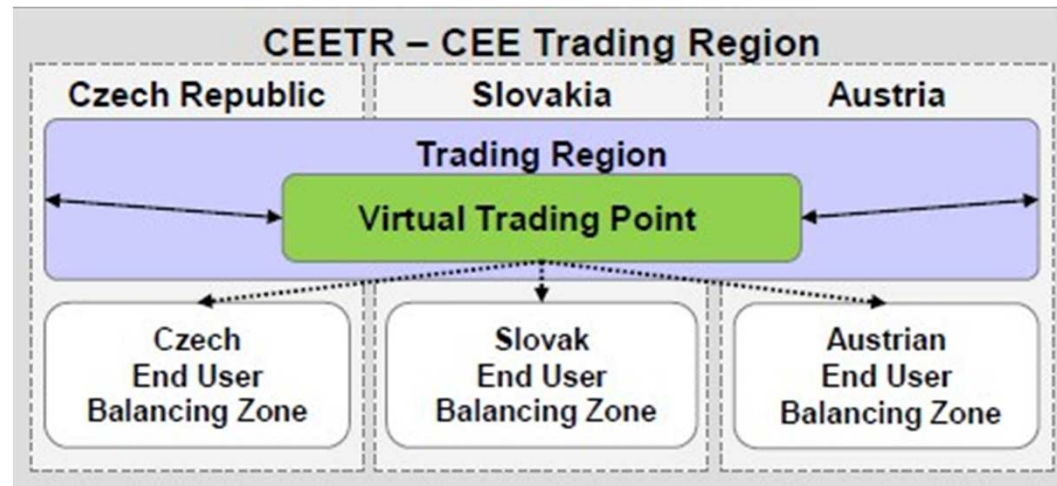 CEETR – CEE Trading Region
Czech Republic
Slovakia
Austria
Trading Region
Virtual Trading Point
Czech
End User
Balancing Zone
Slovak
End User
Balancing Zone
Austrian
End User
Balancing Zone